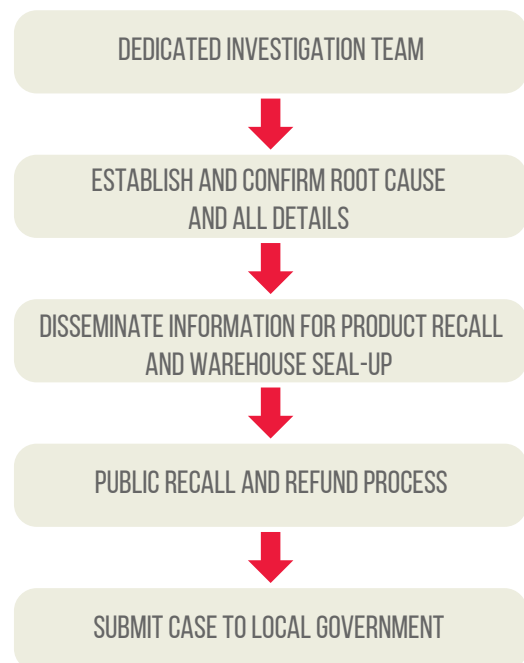 DEDICATED INVESTIGATION TEAM
ESTABLISH AND CONFIRM ROOT CAUSE
AND ALL DETAILS
DISSEMINATE INFORMATION FOR PRODUCT RECALL
AND WAREHOUSE SEAL-UP
PUBLIC RECALL AND REFUND PROCESS
SUBMIT CASE TO LOCAL GOVERNMENT